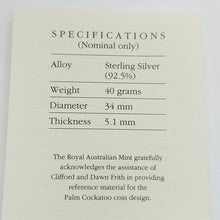 SPECIFICATIONS
(Nominal only)
Alloy Sterling Silver
(92.5%)
Weight 40 grams
Diameter 34 mm
Thickness 5.1 mm
The Royal Australian Mint gratefully
acknowledges the assistance of
Clifford and Dawn Frith in providing
reference material for the
Palm Cockatoo coin design.